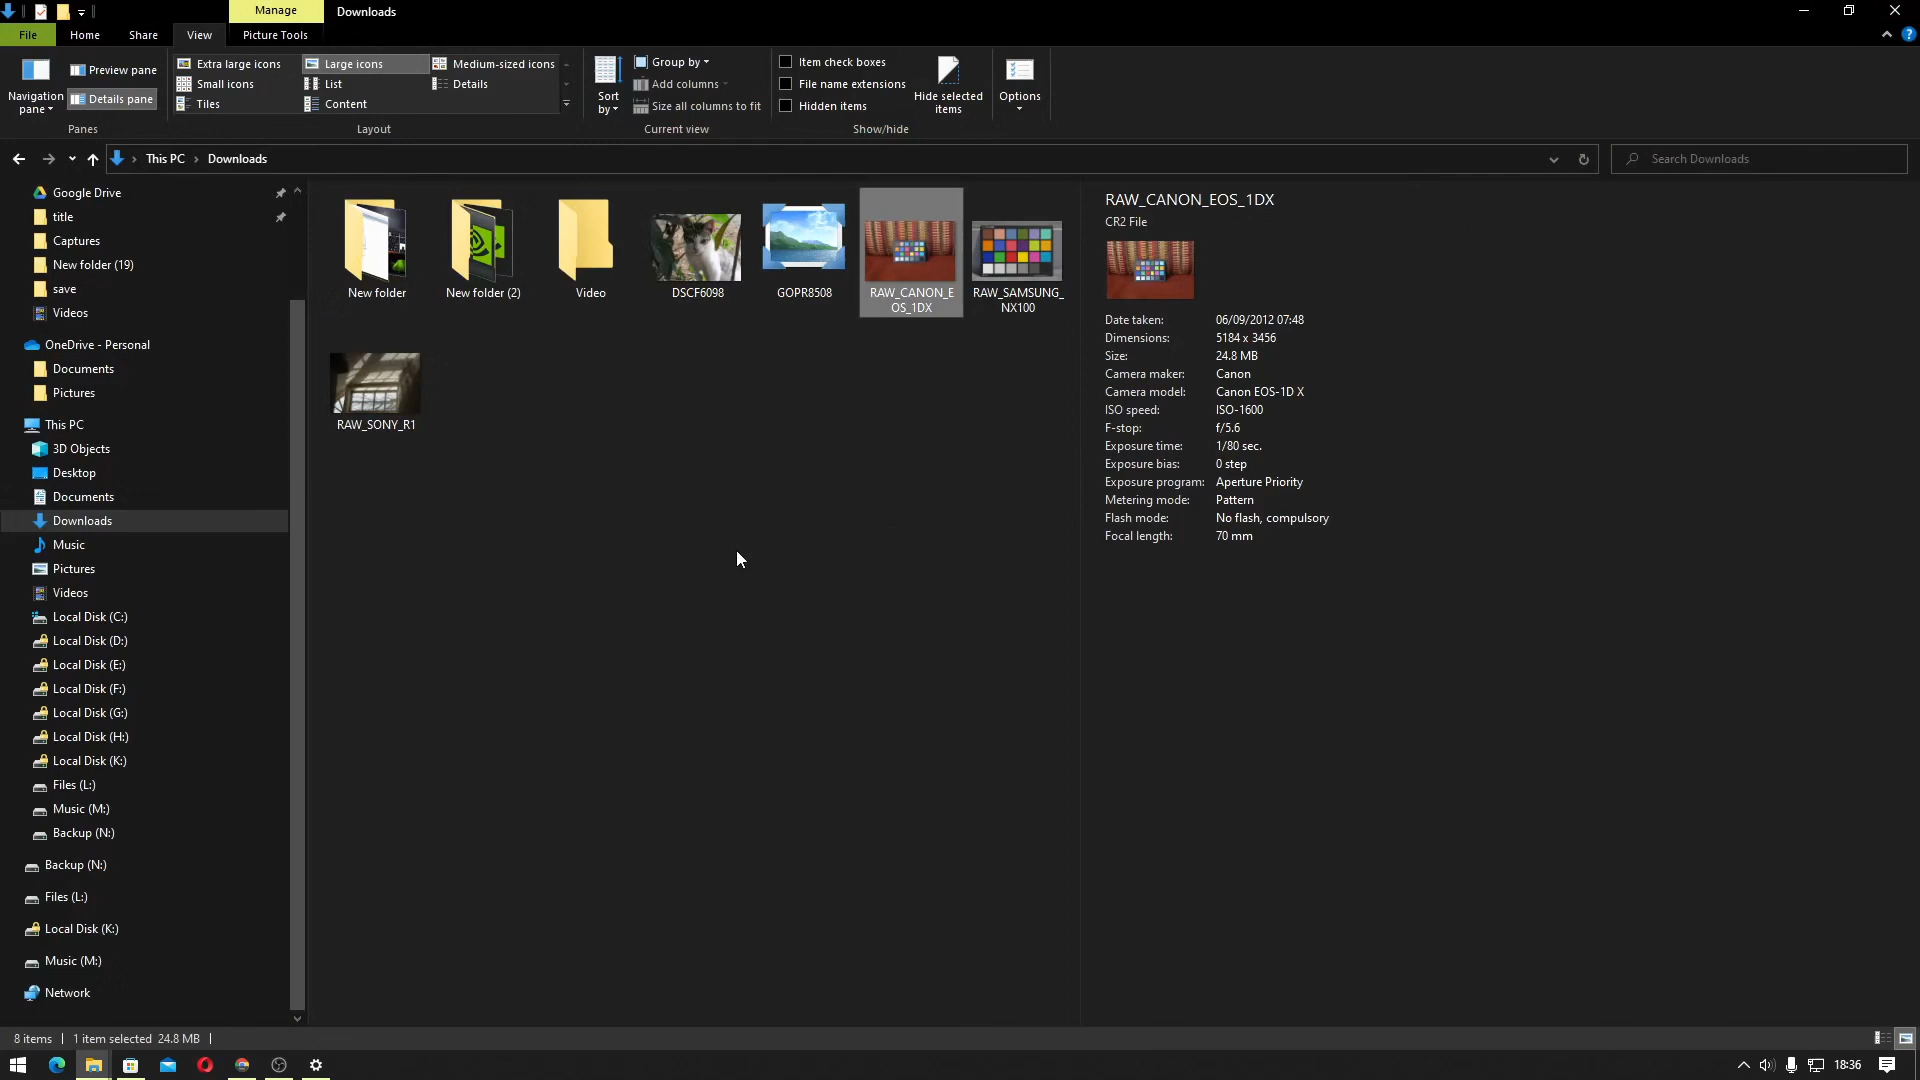 Manage
Downloads
File
Home
Share
View
Picture Tools
Navigation pane
Preview pane
Details pane
Panes
Extra large icons
Large icons
Medium-sized icons
Small icons
List
Details
Tiles
Content
Layout
Sort by
Group by
Add columns
Size all columns to fit
Current view
Item check boxes
File name extensions
Hidden items
Hide selected items
Show/hide
Options
This PC
Downloads
Search Downloads
Google Drive
title
Captures
New folder (19)
save
Videos
OneDrive - Personal
Documents
Pictures
This PC
3D Objects
Desktop
Documents
Downloads
Music
Pictures
Videos
Local Disk (C:)
Local Disk (D:)
Local Disk (E:)
Local Disk (F:)
Local Disk (G:)
Local Disk (H:)
Local Disk (K:)
Files (L:)
Music (M:)
Backup (N:)
Backup (N:)
Files (L:)
Local Disk (K:)
Music (M:)
Network
New folder
New folder (2)
Video
DSCF6098
GOPR8508
RAW_CANON_E
OS_1DX
RAW_SAMSUNG_
NX100
RAW_SONY_R1
RAW_CANON_EOS_1DX
CR2 File
Date taken: 06/09/2012 07:48
Dimensions: 5184 x 3456
Size: 24.8 MB
Camera maker: Canon
Camera model: Canon EOS-1D X
ISO speed: ISO-1600
F-stop: f/5.6
Exposure time: 1/80 sec.
Exposure bias: 0 step
Exposure program: Aperture Priority
Metering mode: Pattern
Flash mode: No flash, compulsory
Focal length: 70 mm
8 items
1 item selected 24.8 MB
18:36